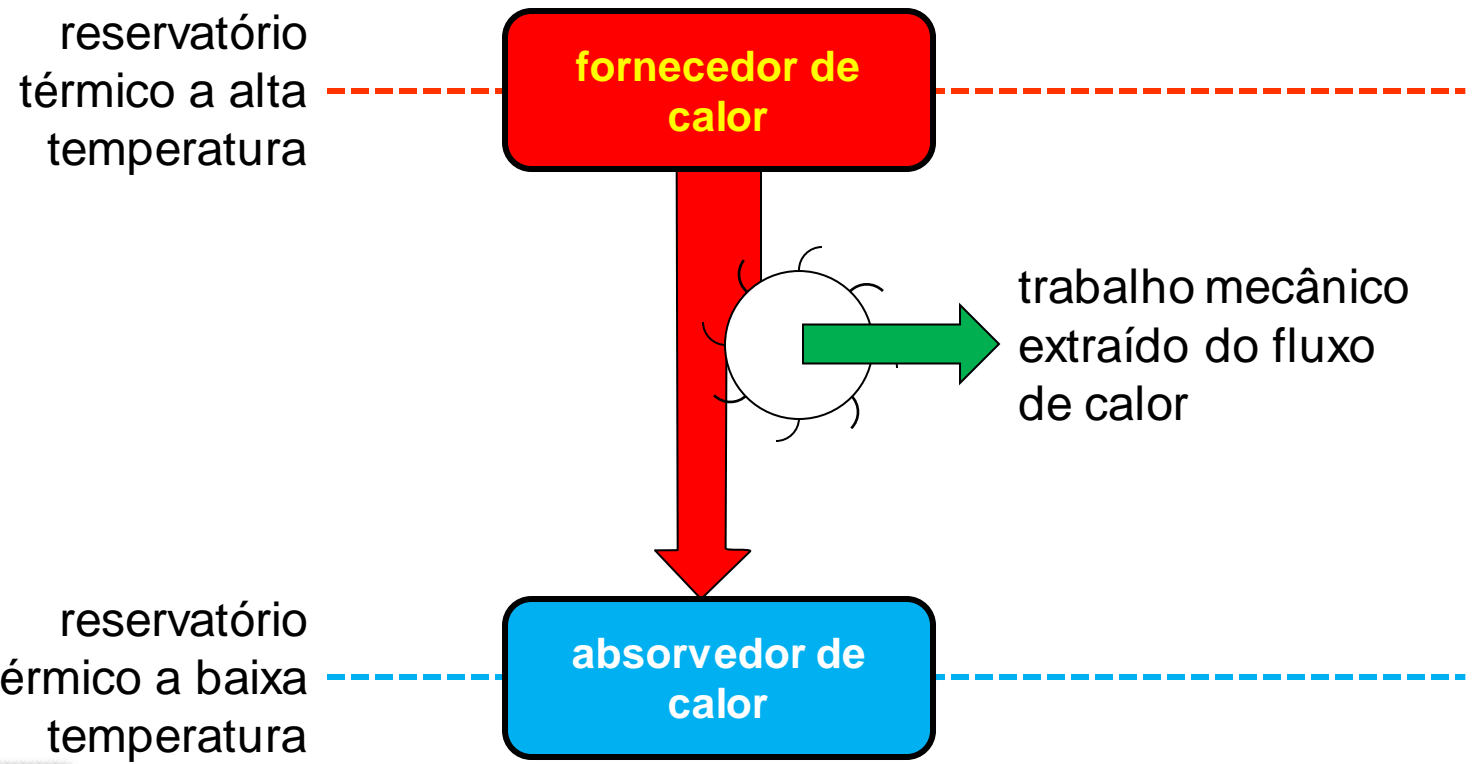 reservatório
térmico a alta
temperatura
fornecedor de
calor
trabalho mecânico
extraído do fluxo
de calor
reservatório
érmico a baixa
temperatura
absorvedor de
calor